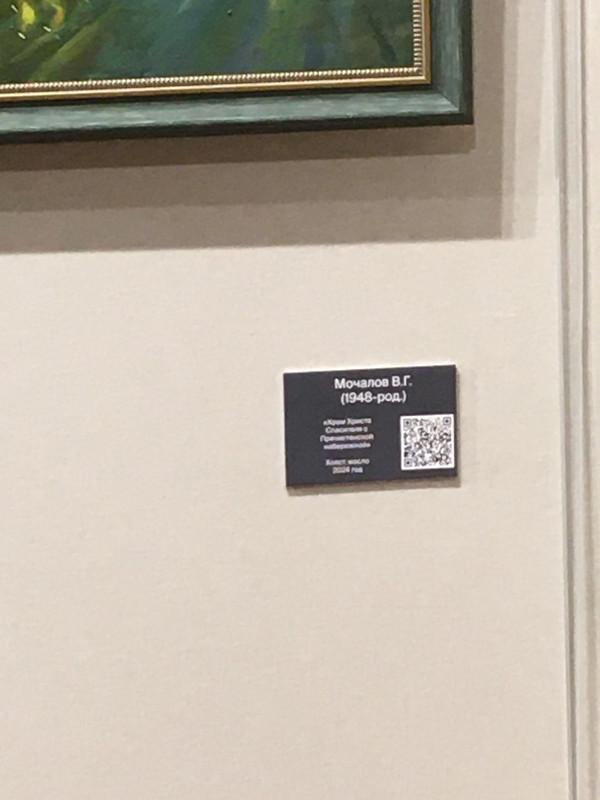 Мочалов В.Г.
(1948-род.)
«Храм Христа
Спасителя с
Пречистенской
набережной»
Холст масло
2024 год